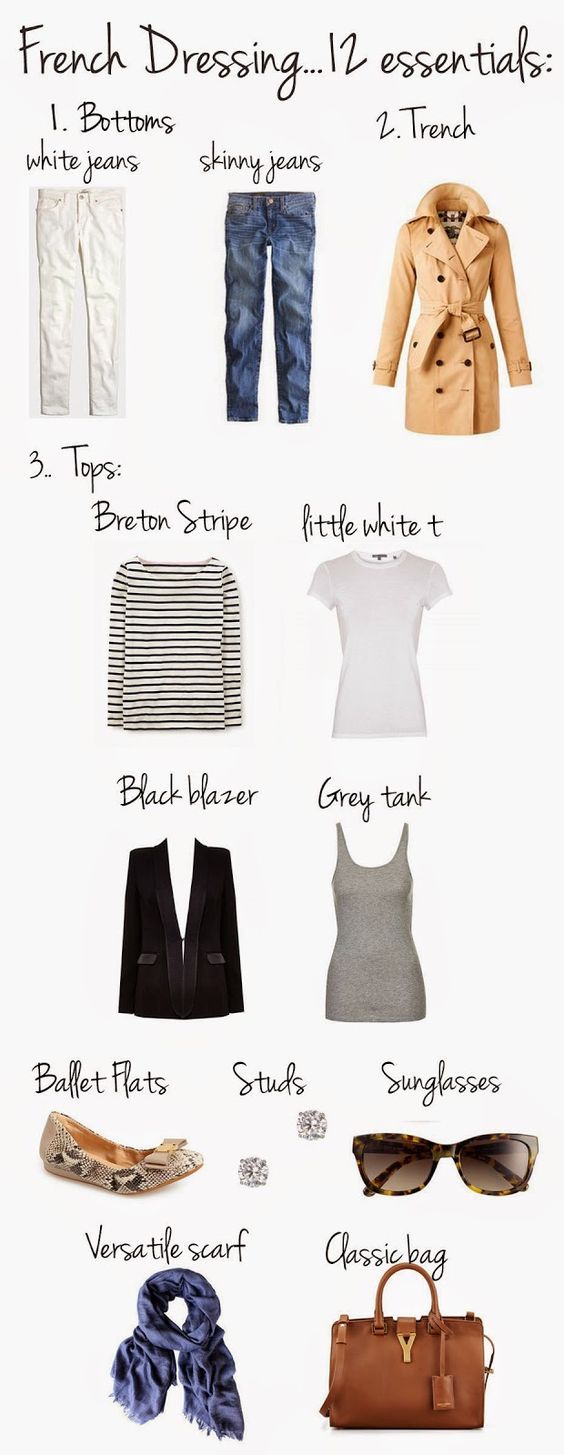 French Dressing...12 essentials:
1. Bottoms
2. Trench
white jeans
skinny jeans
3.. Tops:
Breton Stripe
little white t
Black blazer
Grey tank
Ballet Flats
Studs
Sunglasses
Versatile scarf
Classic bag